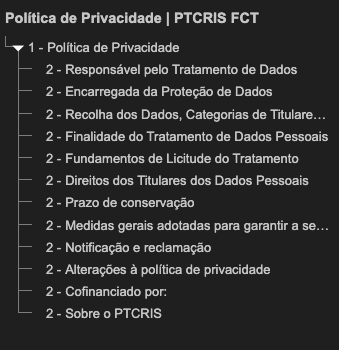 Política de Privacidade | PTCRIS FCT
1 - Política de Privacidade
2 - Responsável pelo Tratamento de Dados
2 - Encarregada da Proteção de Dados
2 - Recolha dos Dados, Categorias de Titulare...
2 - Finalidade do Tratamento de Dados Pessoais
2 - Fundamentos de Licitude do Tratamento
2 - Direitos dos Titulares dos Dados Pessoais
2 - Prazo de conservação
2 - Medidas gerais adotadas para garantir a se...
2 - Notificação e reclamação
2 - Alterações à política de privacidade
2 - Cofinanciado por:
2 - Sobre o PTCRIS